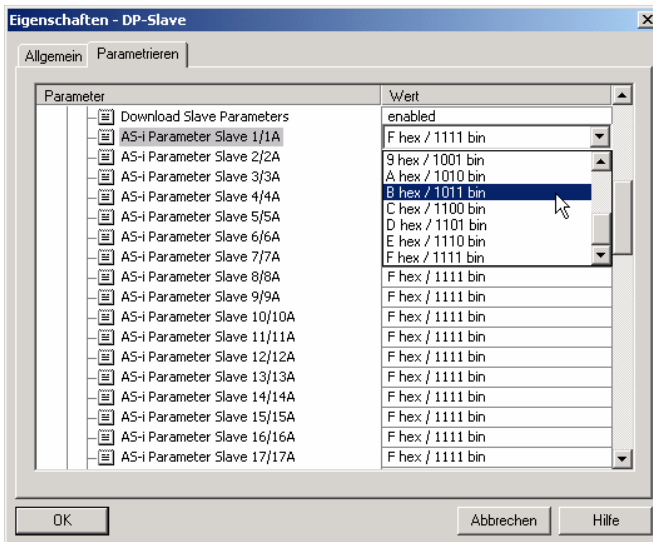 Eigenschaften - DP-Slave
Allgemein Parametrieren
Parameter Wert
Download Slave Parameters enabled
AS-i Parameter Slave 1/1A F hex / 1111 bin
AS-i Parameter Slave 2/2A 9 hex / 1001 bin
A hex / 1010 bin
AS-i Parameter Slave 3/3A B hex / 1011 bin
AS-i Parameter Slave 4/4A C hex / 1100 bin
AS-i Parameter Slave 5/5A D hex / 1101 bin
AS-i Parameter Slave 6/6A E hex / 1110 bin
AS-i Parameter Slave 7/7A F hex / 1111 bin
AS-i Parameter Slave 8/8A F hex / 1111 bin
AS-i Parameter Slave 9/9A F hex / 1111 bin
AS-i Parameter Slave 10/10A F hex / 1111 bin
AS-i Parameter Slave 11/11A F hex / 1111 bin
AS-i Parameter Slave 12/12A F hex / 1111 bin
AS-i Parameter Slave 13/13A F hex / 1111 bin
AS-i Parameter Slave 14/14A F hex / 1111 bin
AS-i Parameter Slave 15/15A F hex / 1111 bin
AS-i Parameter Slave 16/16A F hex / 1111 bin
AS-i Parameter Slave 17/17A F hex / 1111 bin
OK Abbrechen Hilfe